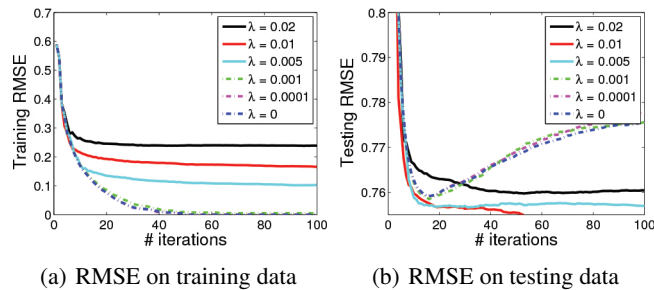 0.7
0.6
0.5
0.4
0.3
0.2
0.1
0
0 20 40 60 80 100
Training RMSE
# iterations
λ = 0.02
λ = 0.01
λ = 0.005
λ = 0.001
λ = 0.0001
λ = 0
(a) RMSE on training data
0.8
0.79
0.78
0.77
0.76
0 20 40 60 80 100
Testing RMSE
# iterations
λ = 0.02
λ = 0.01
λ = 0.005
λ = 0.001
λ = 0.0001
λ = 0
(b) RMSE on testing data